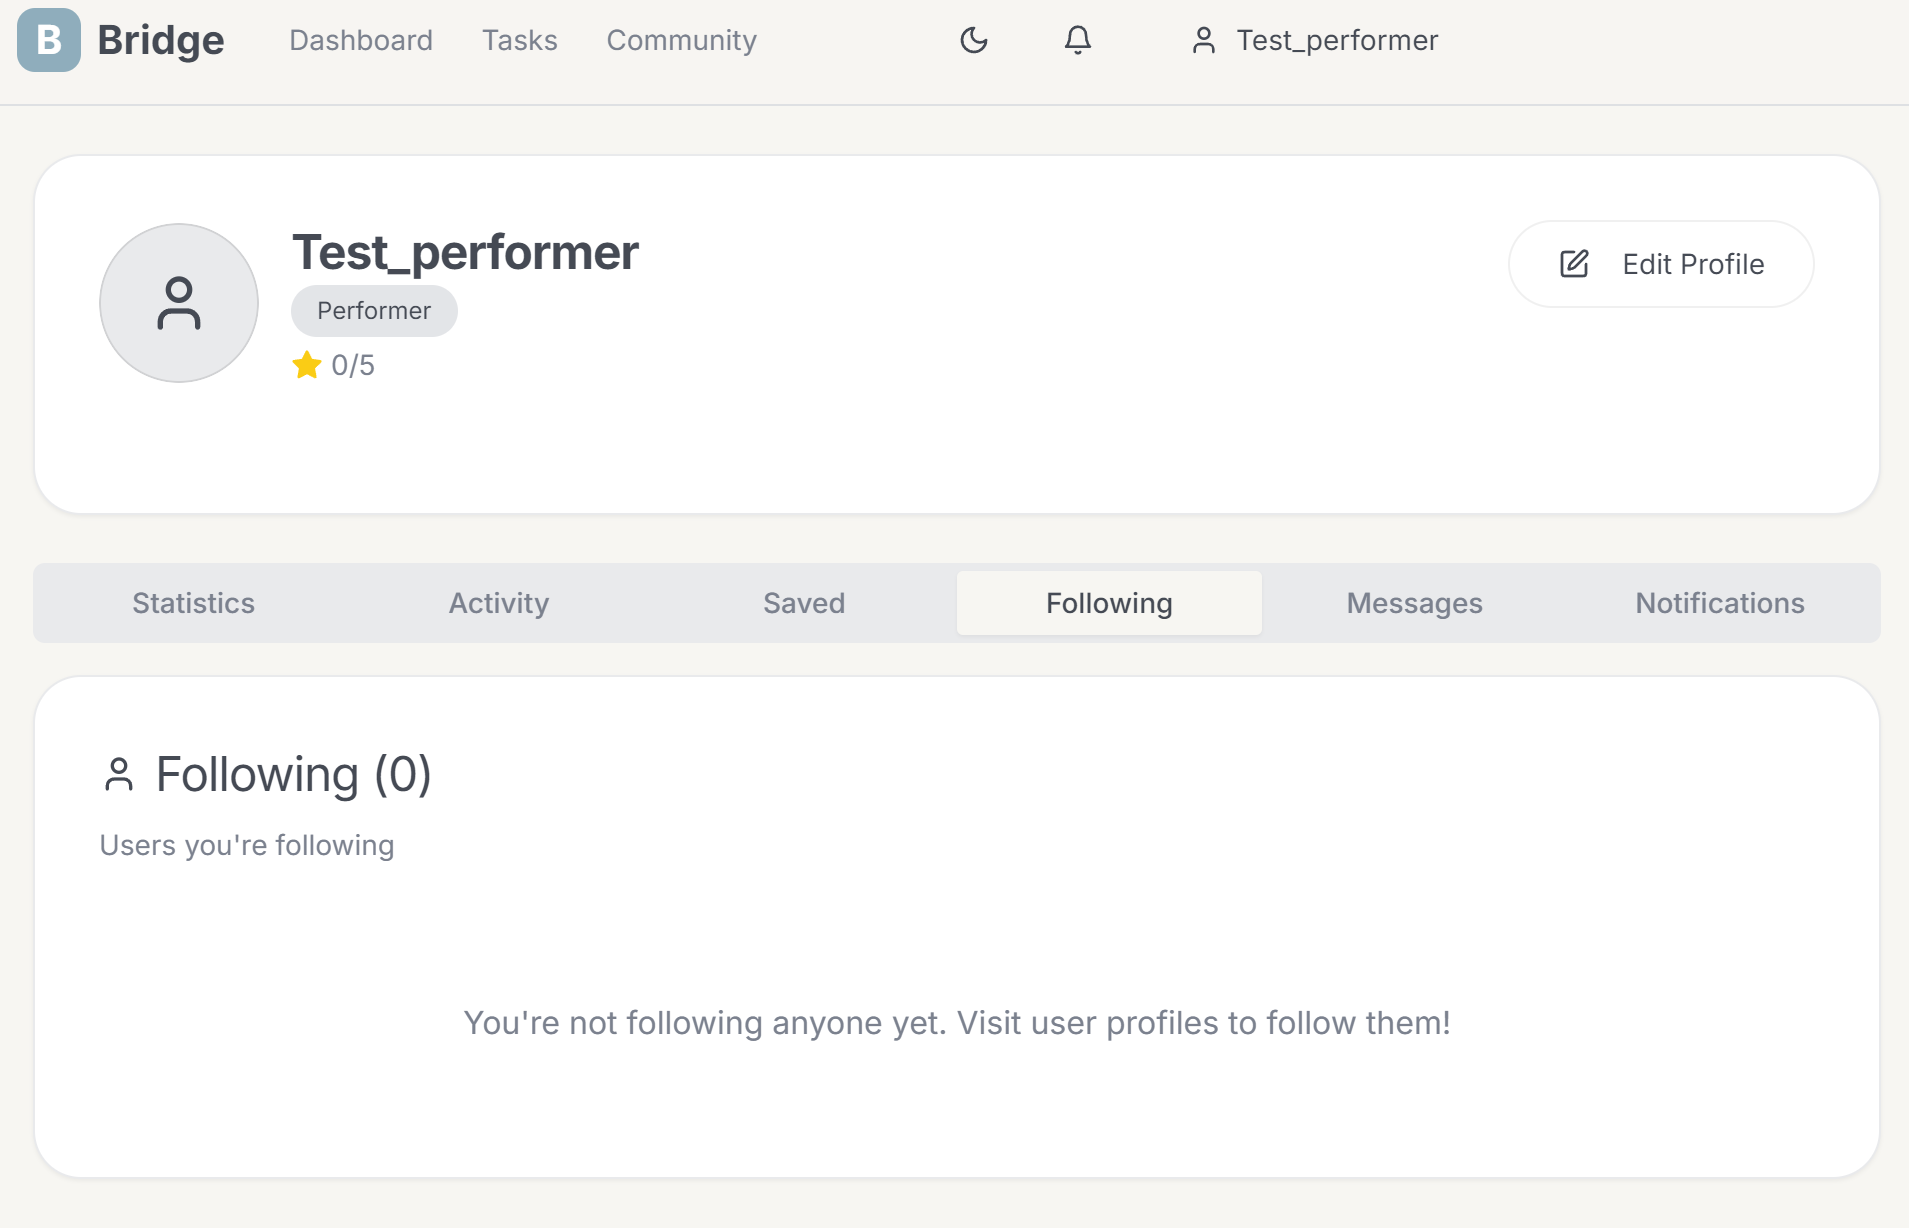 B Bridge Dashboard Tasks Community Test_performer
Test_performer
Edit Profile
Performer
0/5
Statistics Activity Saved Following Messages Notifications
Following (0)
Users you're following
You're not following anyone yet. Visit user profiles to follow them!